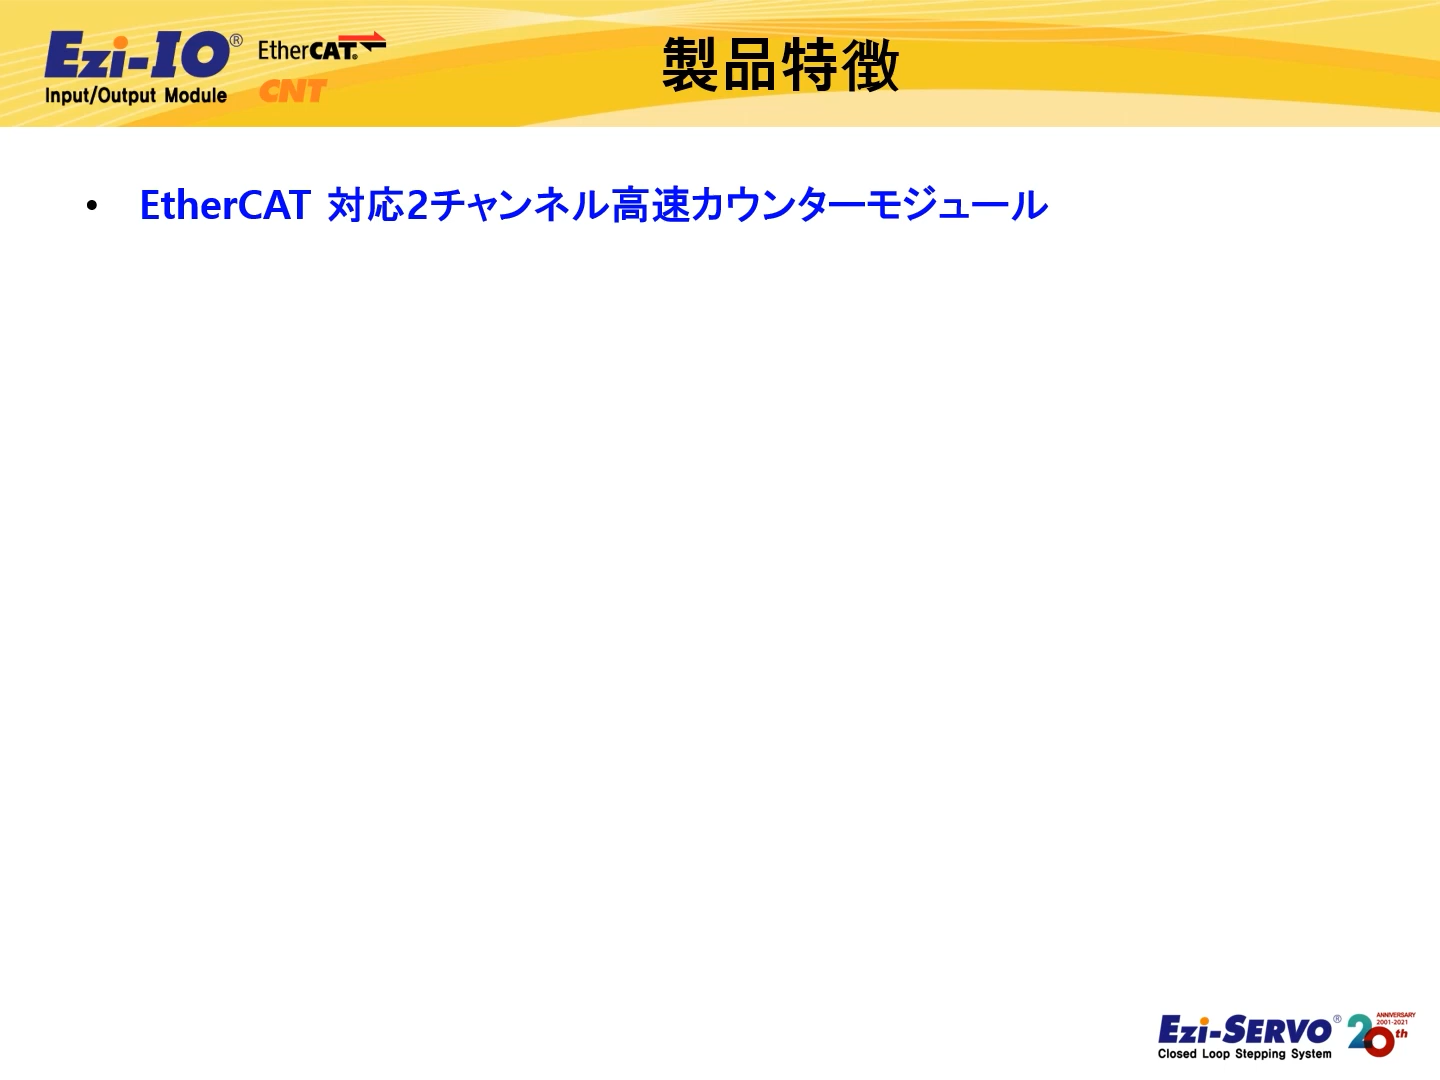 Ezi-IO®
Input/Output Module
EtherCAT®
CNT
製品特徴
• EtherCAT 対応2チャンネル高速カウンターモジュール
Ezi-SERVO®
Closed Loop Stepping System
20th
ANNIVERSARY
2001-2021